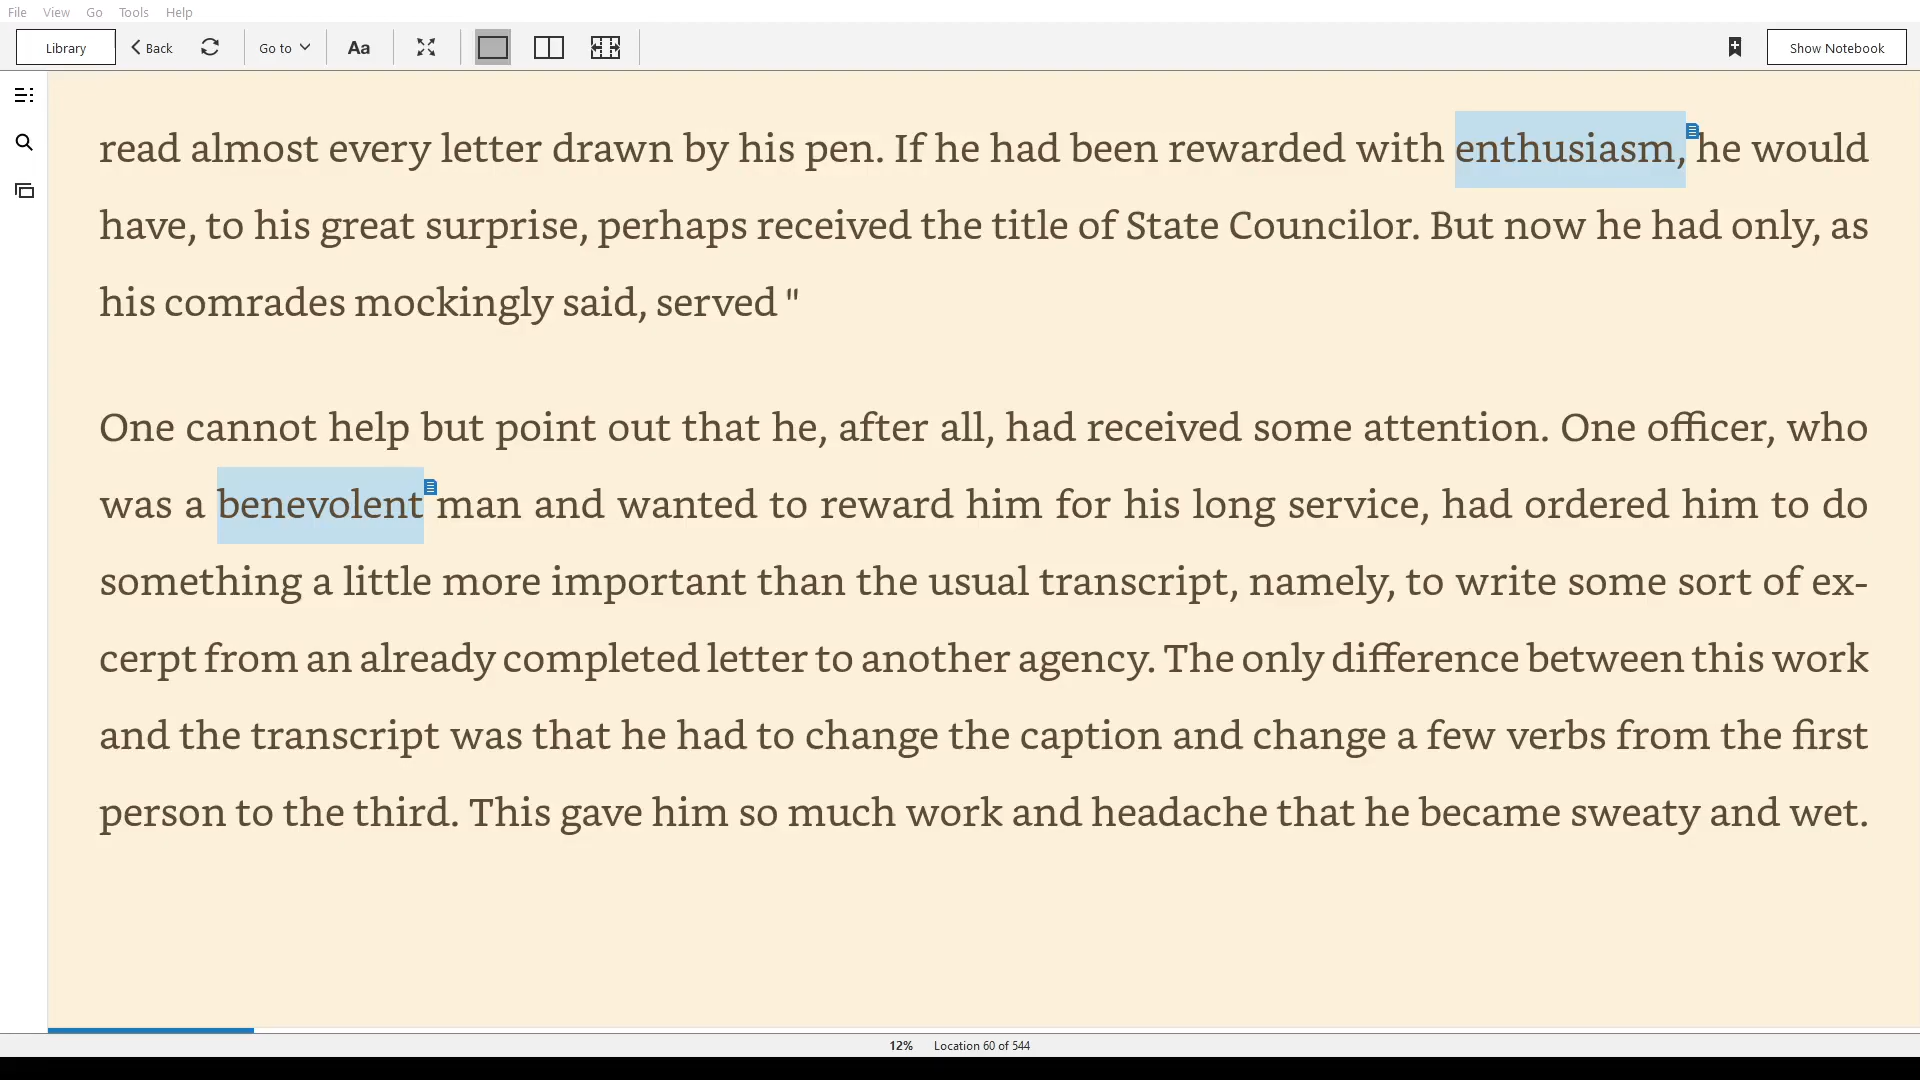 File View Go Tools Help
Library Back Go to Aa Show Notebook
read almost every letter drawn by his pen. If he had been rewarded with enthusiasm, he would
have, to his great surprise, perhaps received the title of State Councilor. But now he had only, as
his comrades mockingly said, served "
One cannot help but point out that he, after all, had received some attention. One officer, who
was a benevolent man and wanted to reward him for his long service, had ordered him to do
something a little more important than the usual transcript, namely, to write some sort of ex-
cerpt from an already completed letter to another agency. The only difference between this work
and the transcript was that he had to change the caption and change a few verbs from the first
person to the third. This gave him so much work and headache that he became sweaty and wet.
12% Location 60 of 544